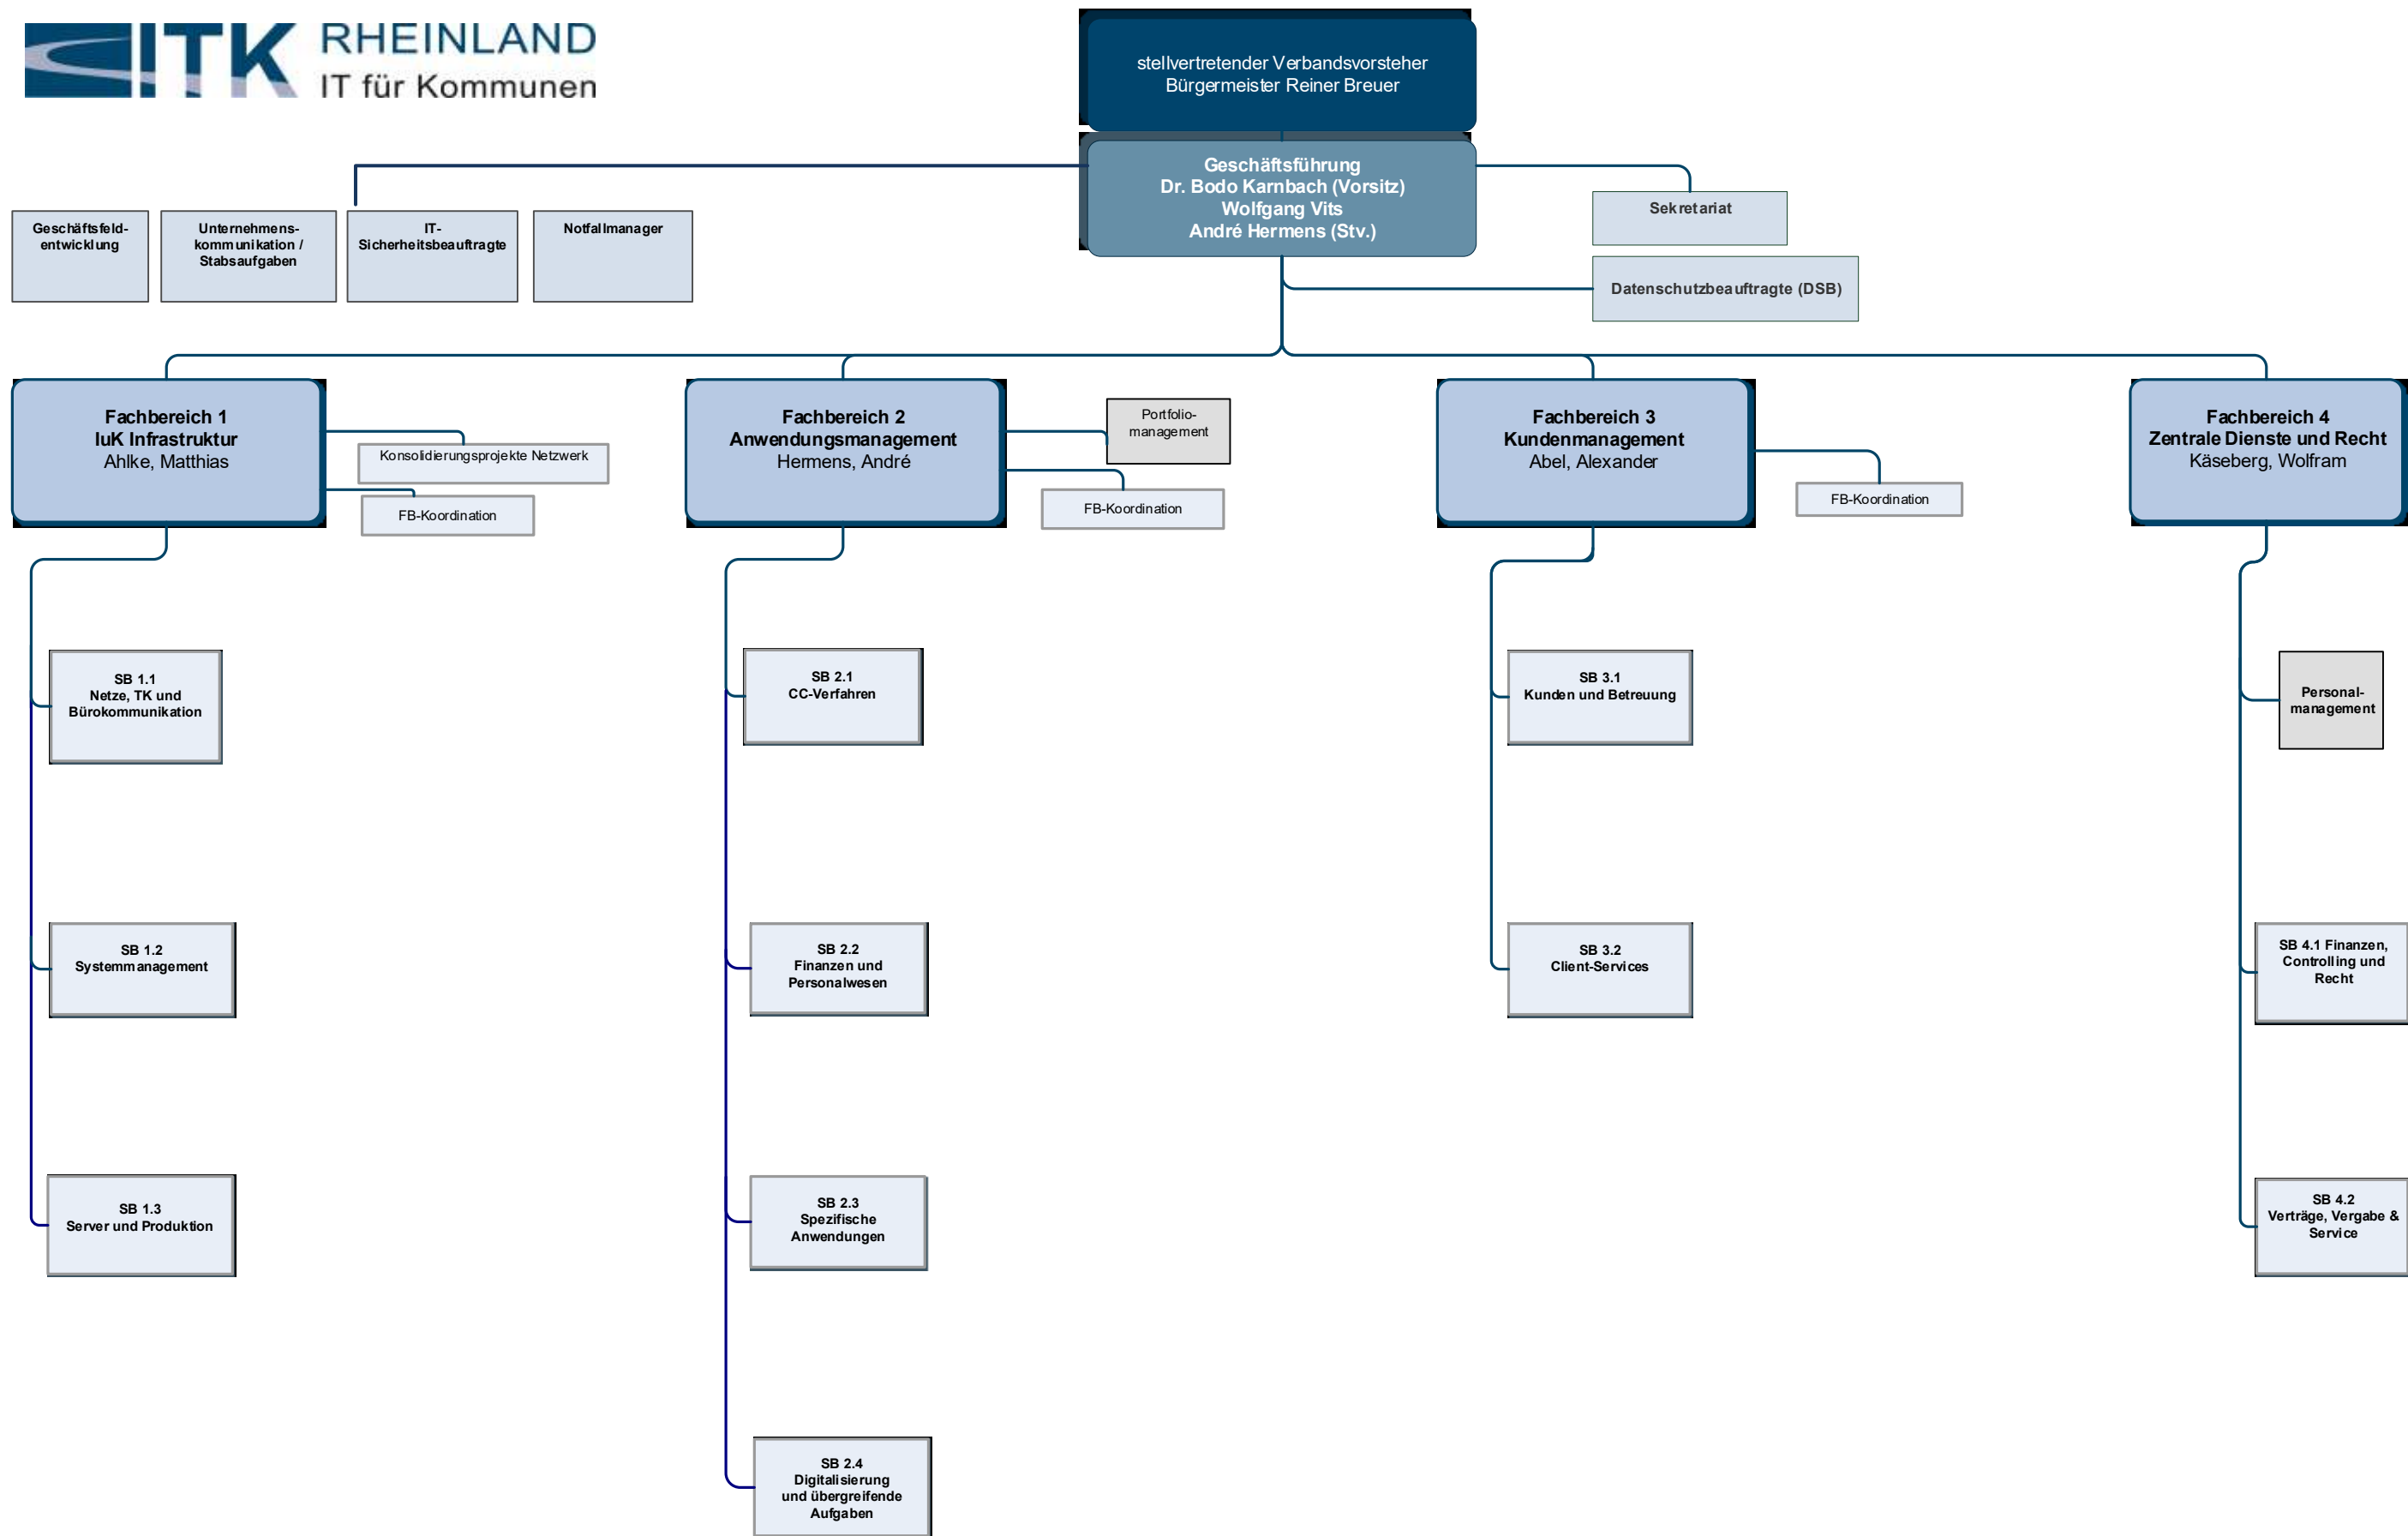 ITK RHEINLAND
IT für Kommunen
stellvertretender Verbandsvorsteher
Bürgermeister Reiner Breuer
Geschäftsführung
Dr. Bodo Karnbach (Vorsitz)
Wolfgang Vits
André Hermens (Stv.)
Geschäftsfeld-
entwicklung
Unternehmens-
kommunikation /
Stabsaufgaben
IT-
Sicherheitsbeauftragte
Notfallmanager
Sekretariat
Datenschutzbeauftragte (DSB)
Fachbereich 1
IuK Infrastruktur
Ahlke, Matthias
Konsolidierungsprojekte Netzwerk
FB-Koordination
Fachbereich 2
Anwendungsmanagement
Hermens, André
Portfolio-
management
FB-Koordination
Fachbereich 3
Kundenmanagement
Abel, Alexander
FB-Koordination
Fachbereich 4
Zentrale Dienste und Recht
Käseberg, Wolfram
SB 1.1
Netze, TK und
Bürokommunikation
SB 2.1
CC-Verfahren
SB 3.1
Kunden und Betreuung
Personal-
management
SB 1.2
Systemmanagement
SB 2.2
Finanzen und
Personalwesen
SB 3.2
Client-Services
SB 4.1 Finanzen,
Controlling und
Recht
SB 1.3
Server und Produktion
SB 2.3
Spezifische
Anwendungen
SB 4.2
Verträge, Vergabe &
Service
SB 2.4
Digitalisierung
und übergreifende
Aufgaben